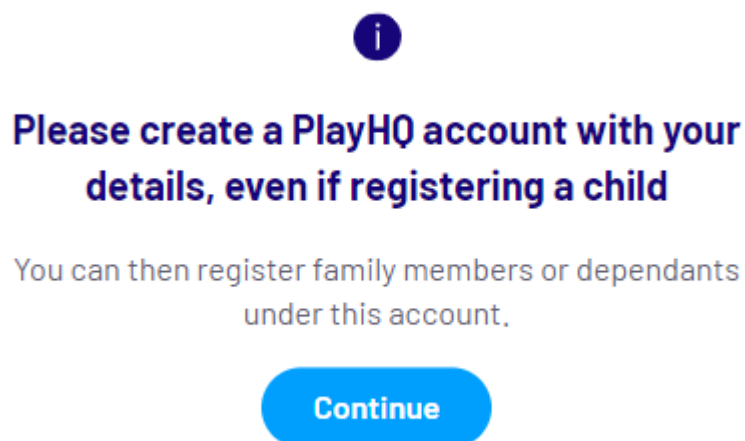 i
Please create a PlayHQ account with your
details, even if registering a child
You can then register family members or dependants
under this account.
Continue